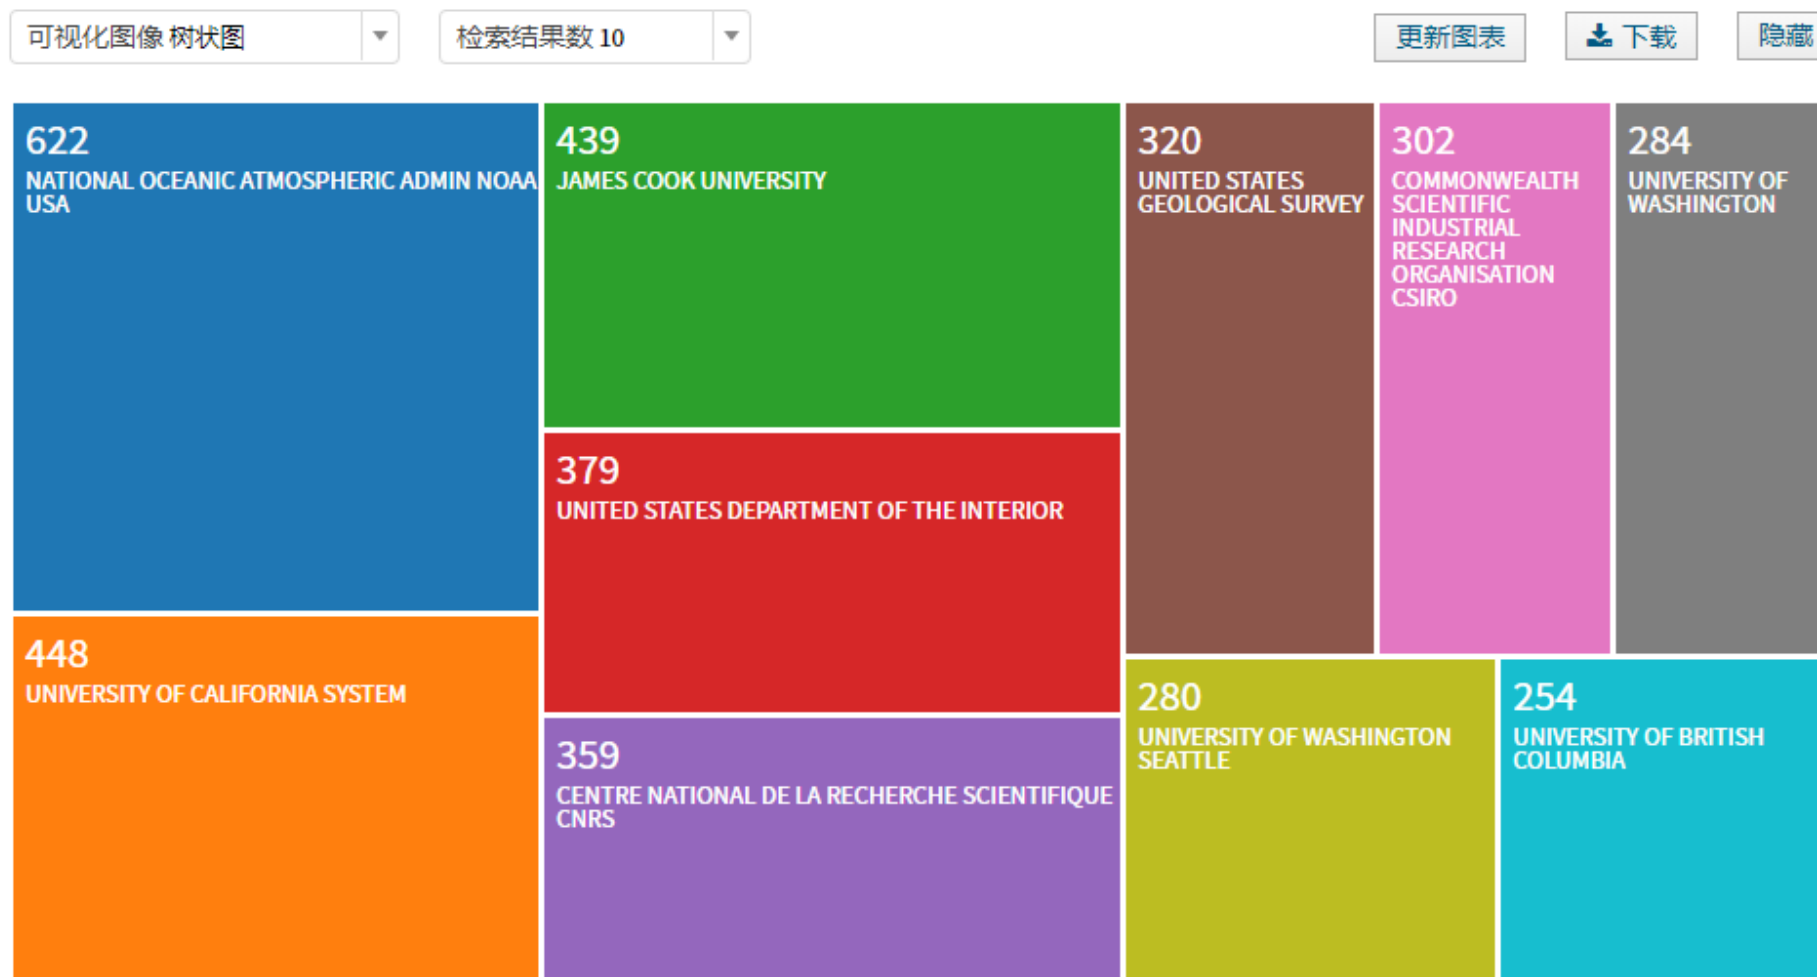 可视化图像 树状图
检索结果数 10
更新图表
下载
隐藏
622
NATIONAL OCEANIC ATMOSPHERIC ADMIN NOAA
USA
439
JAMES COOK UNIVERSITY
320
UNITED STATES
GEOLOGICAL SURVEY
302
COMMONWEALTH
SCIENTIFIC
INDUSTRIAL
RESEARCH
ORGANISATION
CSIRO
284
UNIVERSITY OF
WASHINGTON
379
UNITED STATES DEPARTMENT OF THE INTERIOR
448
UNIVERSITY OF CALIFORNIA SYSTEM
359
CENTRE NATIONAL DE LA RECHERCHE SCIENTIFIQUE
CNRS
280
UNIVERSITY OF WASHINGTON
SEATTLE
254
UNIVERSITY OF BRITISH
COLUMBIA